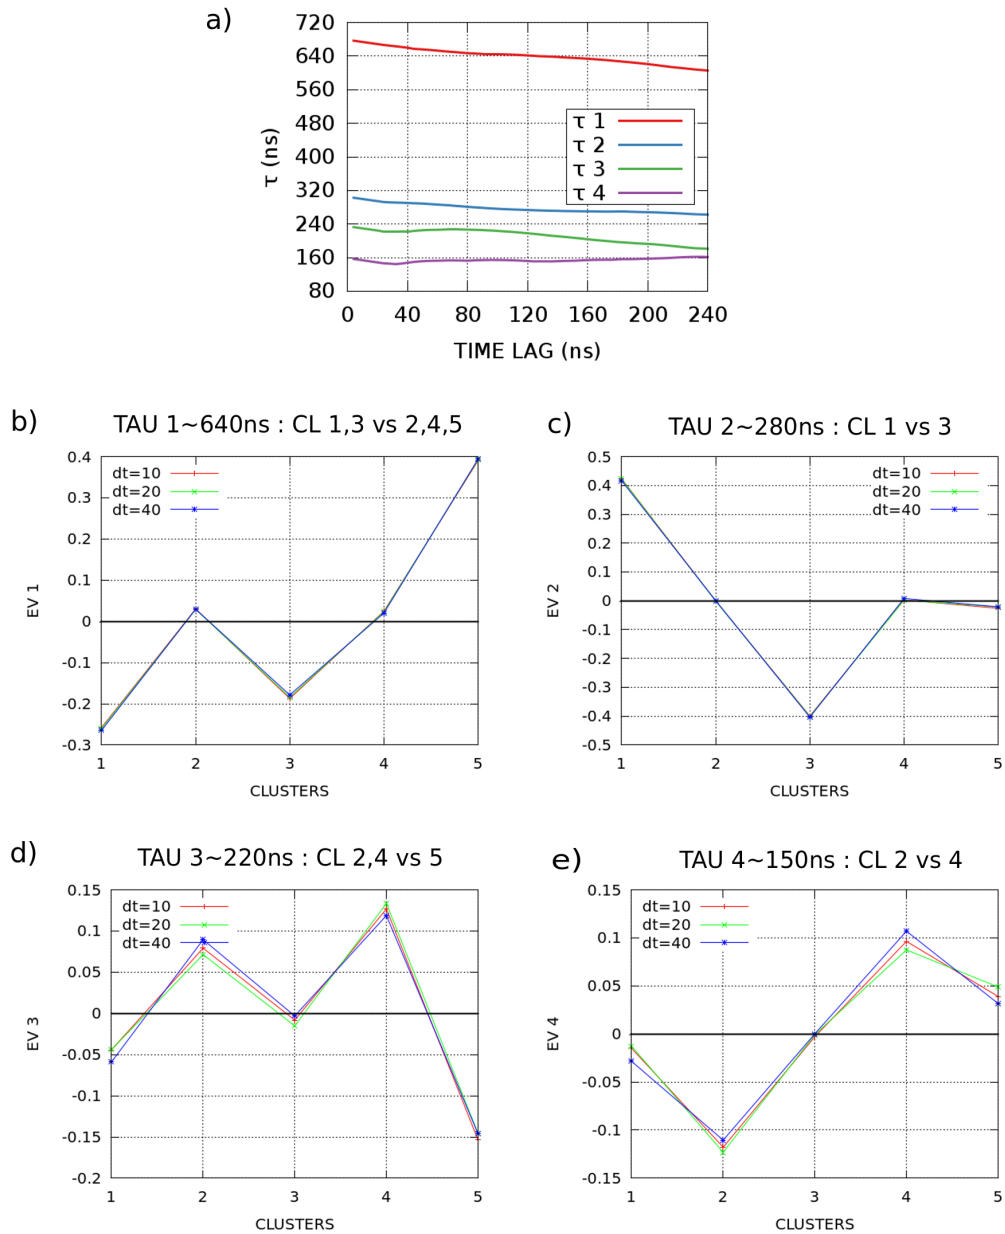 a)
720
640
560
480
400
320
240
160
80
τ (ns)
τ 1
τ 2
τ 3
τ 4
0 40 80 120 160 200 240
TIME LAG (ns)
b)
TAU 1~640ns : CL 1,3 vs 2,4,5
0.4
0.3
0.2
0.1
0
-0.1
-0.2
-0.3
EV 1
dt=10
dt=20
dt=40
1 2 3 4 5
CLUSTERS
c)
TAU 2~280ns : CL 1 vs 3
0.5
0.4
0.3
0.2
0.1
0
-0.1
-0.2
-0.3
-0.4
-0.5
EV 2
dt=10
dt=20
dt=40
1 2 3 4 5
CLUSTERS
d)
TAU 3~220ns : CL 2,4 vs 5
0.15
0.1
0.05
0
-0.05
-0.1
-0.15
-0.2
EV 3
dt=10
dt=20
dt=40
1 2 3 4 5
CLUSTERS
e)
TAU 4~150ns : CL 2 vs 4
0.15
0.1
0.05
0
-0.05
-0.1
-0.15
EV 4
dt=10
dt=20
dt=40
1 2 3 4 5
CLUSTERS